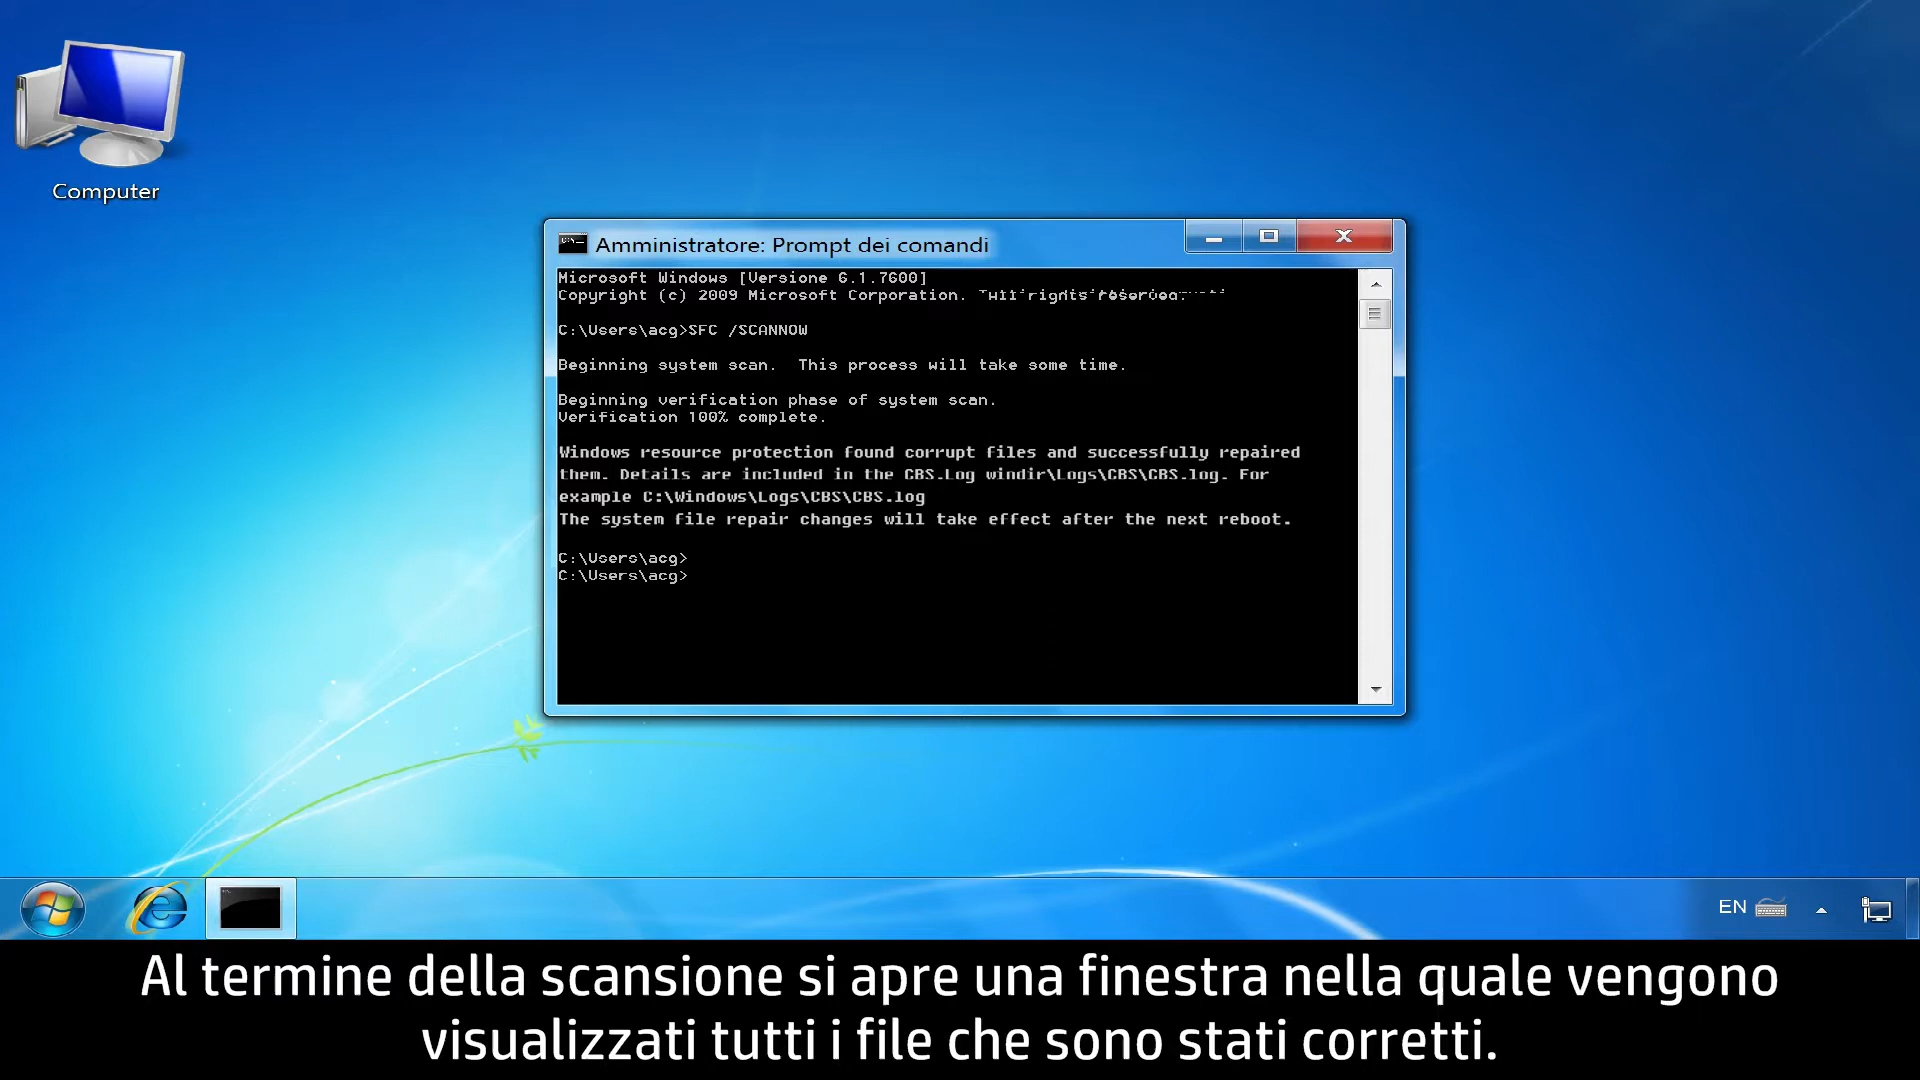 Computer
Amministratore: Prompt dei comandi
Microsoft Windows [Versione 6.1.7600]
Copyright (c) 2009 Microsoft Corporation.
C:\Users\acg>SFC /SCANNOW
Beginning system scan. This process will take some time.
Beginning verification phase of system scan.
Verification 100% complete.
Windows resource protection found corrupt files and successfully repaired
them. Details are included in the CBS.Log windir\Logs\CBS\CBS.log. For
example C:\Windows\Logs\CBS\CBS.log
The system file repair changes will take effect after the next reboot.
C:\Users\acg>
C:\Users\acg>
EN
Al termine della scansione si apre una finestra nella quale vengono
visualizzati tutti i file che sono stati corretti.